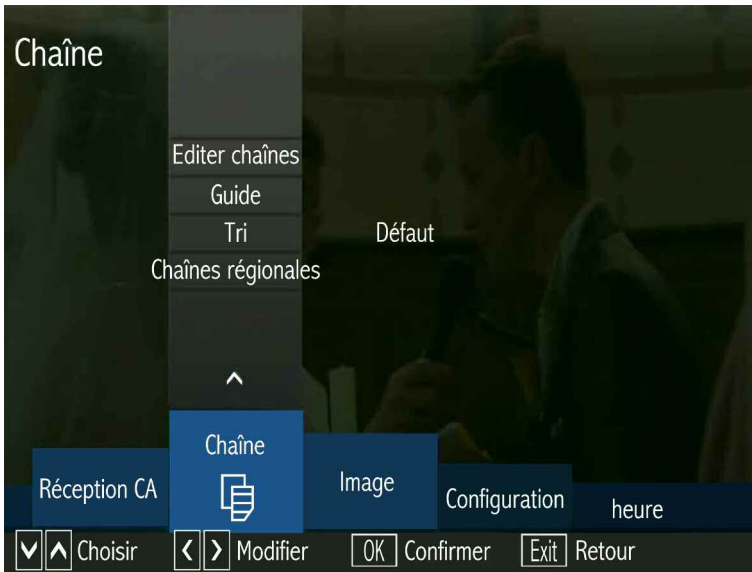 Chaîne
Editer chaînes
Guide
Tri Défaut
Chaînes régionales
Chaîne
Réception CA Image Configuration heure
Choisir Modifier OK Confirmer Exit Retour